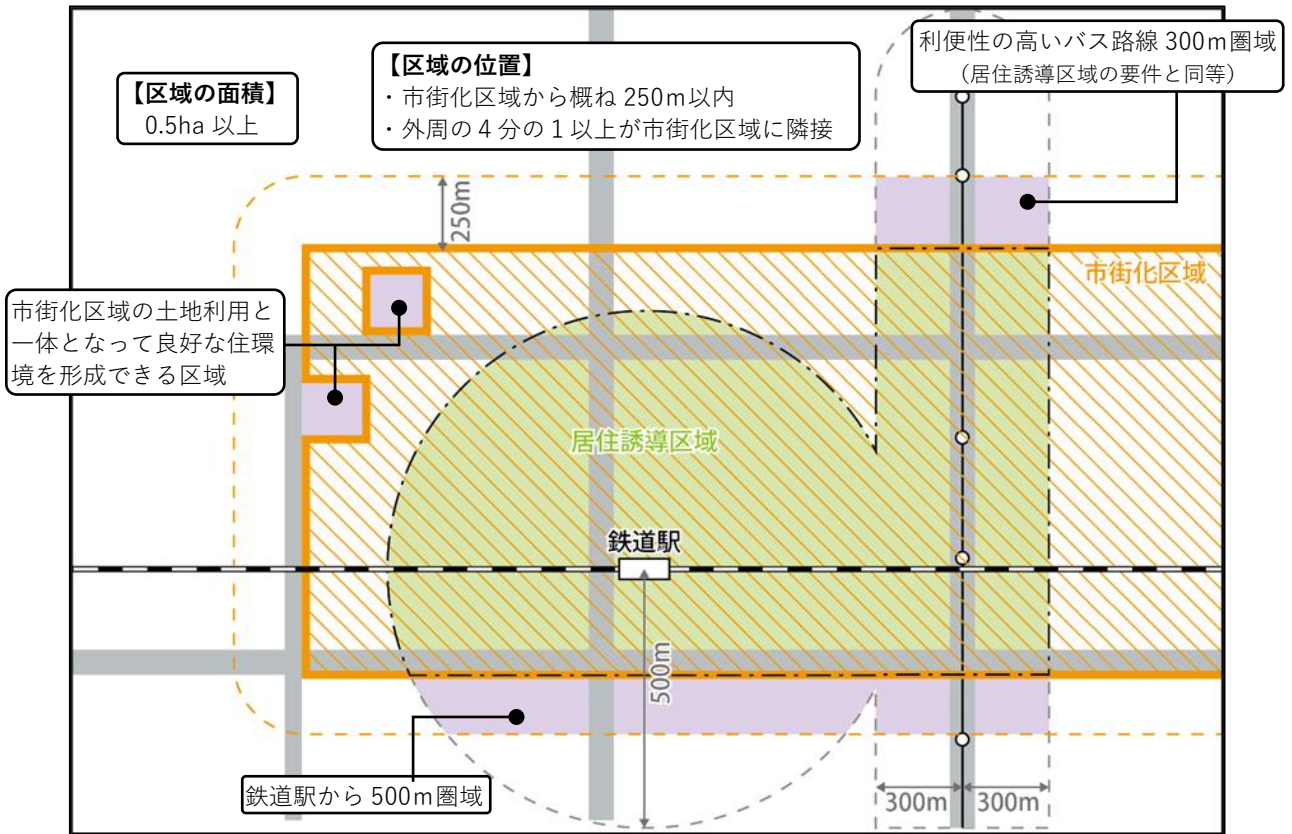 【区域の面積】
0.5ha 以上
【区域の位置】
・市街化区域から概ね 250m以内
・外周の4分の1以上が市街化区域に隣接
利便性の高いバス路線 300m圏域
（居住誘導区域の要件と同等）
250m
市街化区域
市街化区域の土地利用と
一体となって良好な住環
境を形成できる区域
居住誘導区域
鉄道駅
500m
鉄道駅から 500m圏域
300m
300m